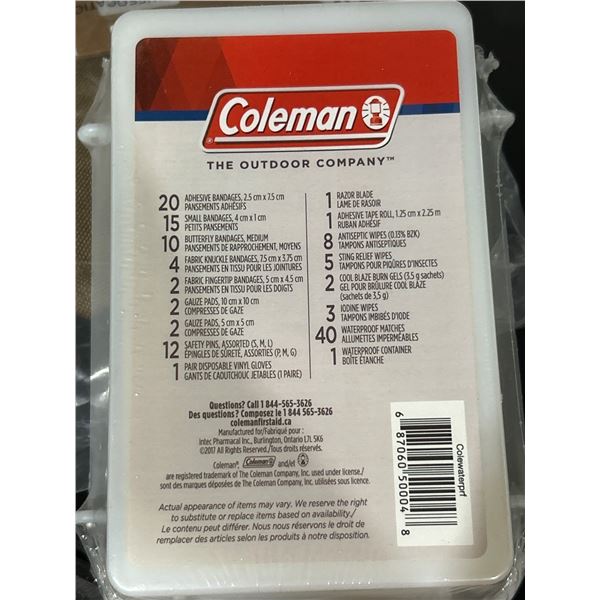 Coleman
THE OUTDOOR COMPANY™
20 ADHESIVE BANDAGES, 2.5 cm x 7.5 cm
PANSEMENTS ADHÉSIFS
15 SMALL BANDAGES, 4 cm x 1 cm
PETITS PANSEMENTS
10 BUTTERFLY BANDAGES, MEDIUM
PANSEMENTS DE RAPPROCHEMENT, MOYENS
4 FABRIC KNUCKLE BANDAGES, 7.5 cm x 3.75 cm
PANSEMENTS EN TISSU POUR LES JOINTURES
2 FABRIC FINGERTIP BANDAGES, 5 cm x 4.5 cm
PANSEMENTS EN TISSU POUR LES DOIGTS
2 GAUZE PADS, 10 cm x 10 cm
COMPRESSES DE GAZE
2 GAUZE PADS, 5 cm x 5 cm
COMPRESSES DE GAZE
12 SAFETY PINS, ASSORTED (S, M, L)
ÉPINGLES DE SÛRETÉ, ASSORTIES (P, M, G)
1 PAIR DISPOSABLE VINYL GLOVES
GANTS DE CAOUTCHOUC JETABLES (1 PAIRE)
1 RAZOR BLADE
LAME DE RASOIR
1 ADHESIVE TAPE ROLL, 1.25 cm x 2.25 m
RUBAN ADHÉSIF
8 ANTISEPTIC WIPES (0.13% BZK)
TAMPONS ANTISEPTIQUES
5 STING RELIEF WIPES
TAMPONS POUR PIQÛRES D'INSECTES
2 COOL BLAZE BURN GELS (3.5 g sachets)
GEL POUR BRÛLURE COOL BLAZE
(sachets de 3,5 g)
3 IODINE WIPES
TAMPONS IMBIBÉS D'IODE
40 WATERPROOF MATCHES
ALLUMETTES IMPERMÉABLES
1 WATERPROOF CONTAINER
BOÎTE ÉTANCHE
Questions? Call 1 844-565-3626
Des questions? Composez le 1 844 565-3626
colemanfirstaid.ca
Manufactured for/Fabriqué pour :
Intec Pharmacal Inc., Burlington, Ontario L7L 5K6
©2017 All Rights Reserved./Tous droits réservés.
Coleman®, Coleman and/et
are registered trademark of The Coleman Company, Inc. used under license./
sont des marques déposées de The Coleman Company, Inc. utilisées sous licence.
Actual appearance of items may vary. We reserve the right
to substitute or replace items based on availability./
Le contenu peut différer. Nous nous réservons le droit de
remplacer des articles selon les produits à notre disposition.
Colewaterprf
6 87060 50004 8